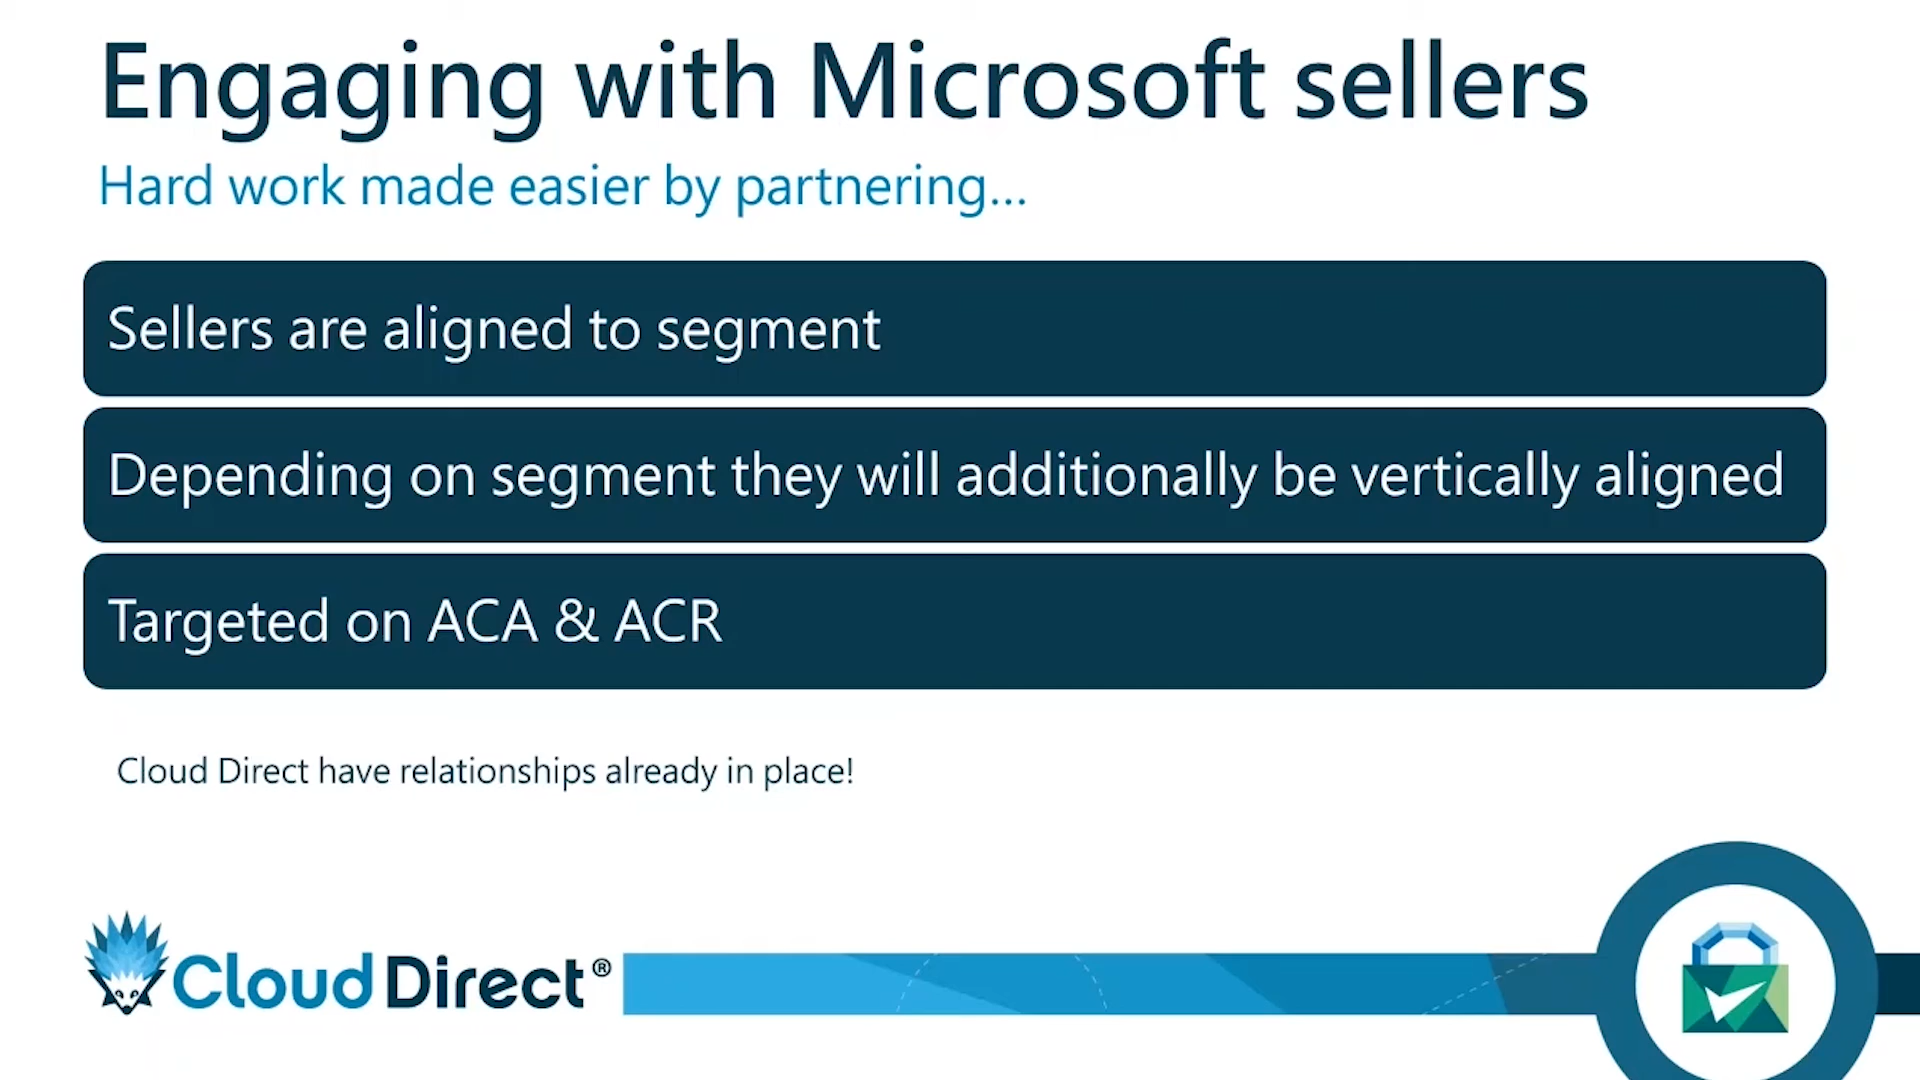 Engaging with Microsoft sellers
Hard work made easier by partnering...
Sellers are aligned to segment
Depending on segment they will additionally be vertically aligned
Targeted on ACA & ACR
Cloud Direct have relationships already in place!
Cloud Direct®